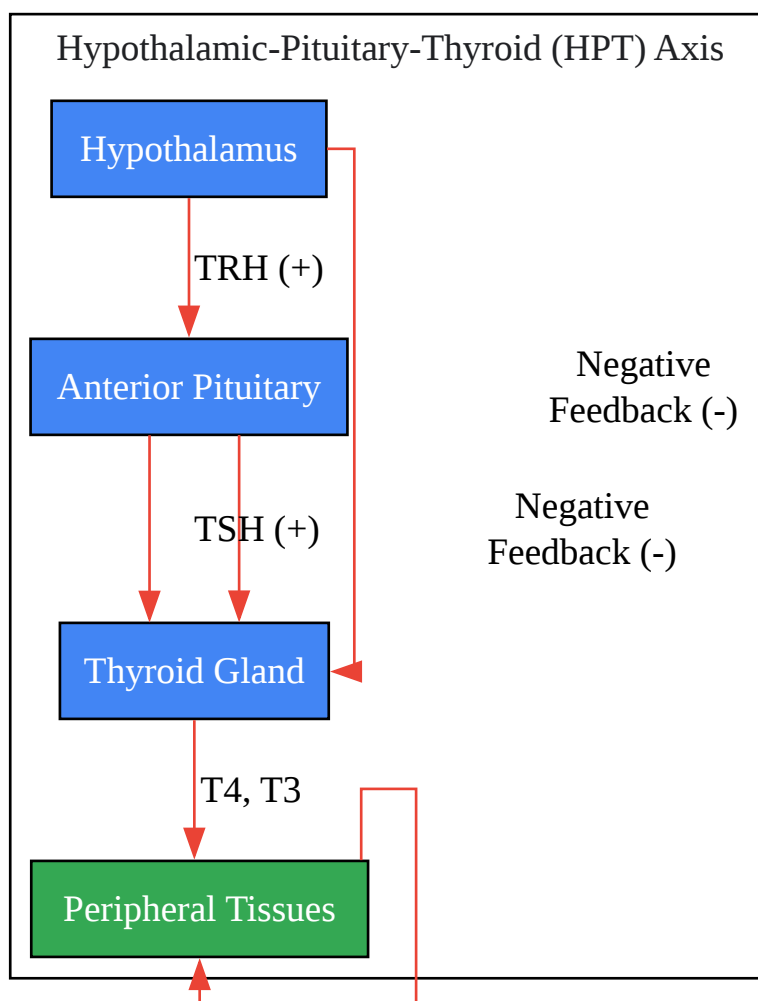 Hypothalamic-Pituitary-Thyroid (HPT) Axis
Hypothalamus
TRH (+)
Anterior Pituitary
Negative
Feedback (-)
TSH (+)
Negative
Feedback (-)
Thyroid Gland
T4, T3
Peripheral Tissues